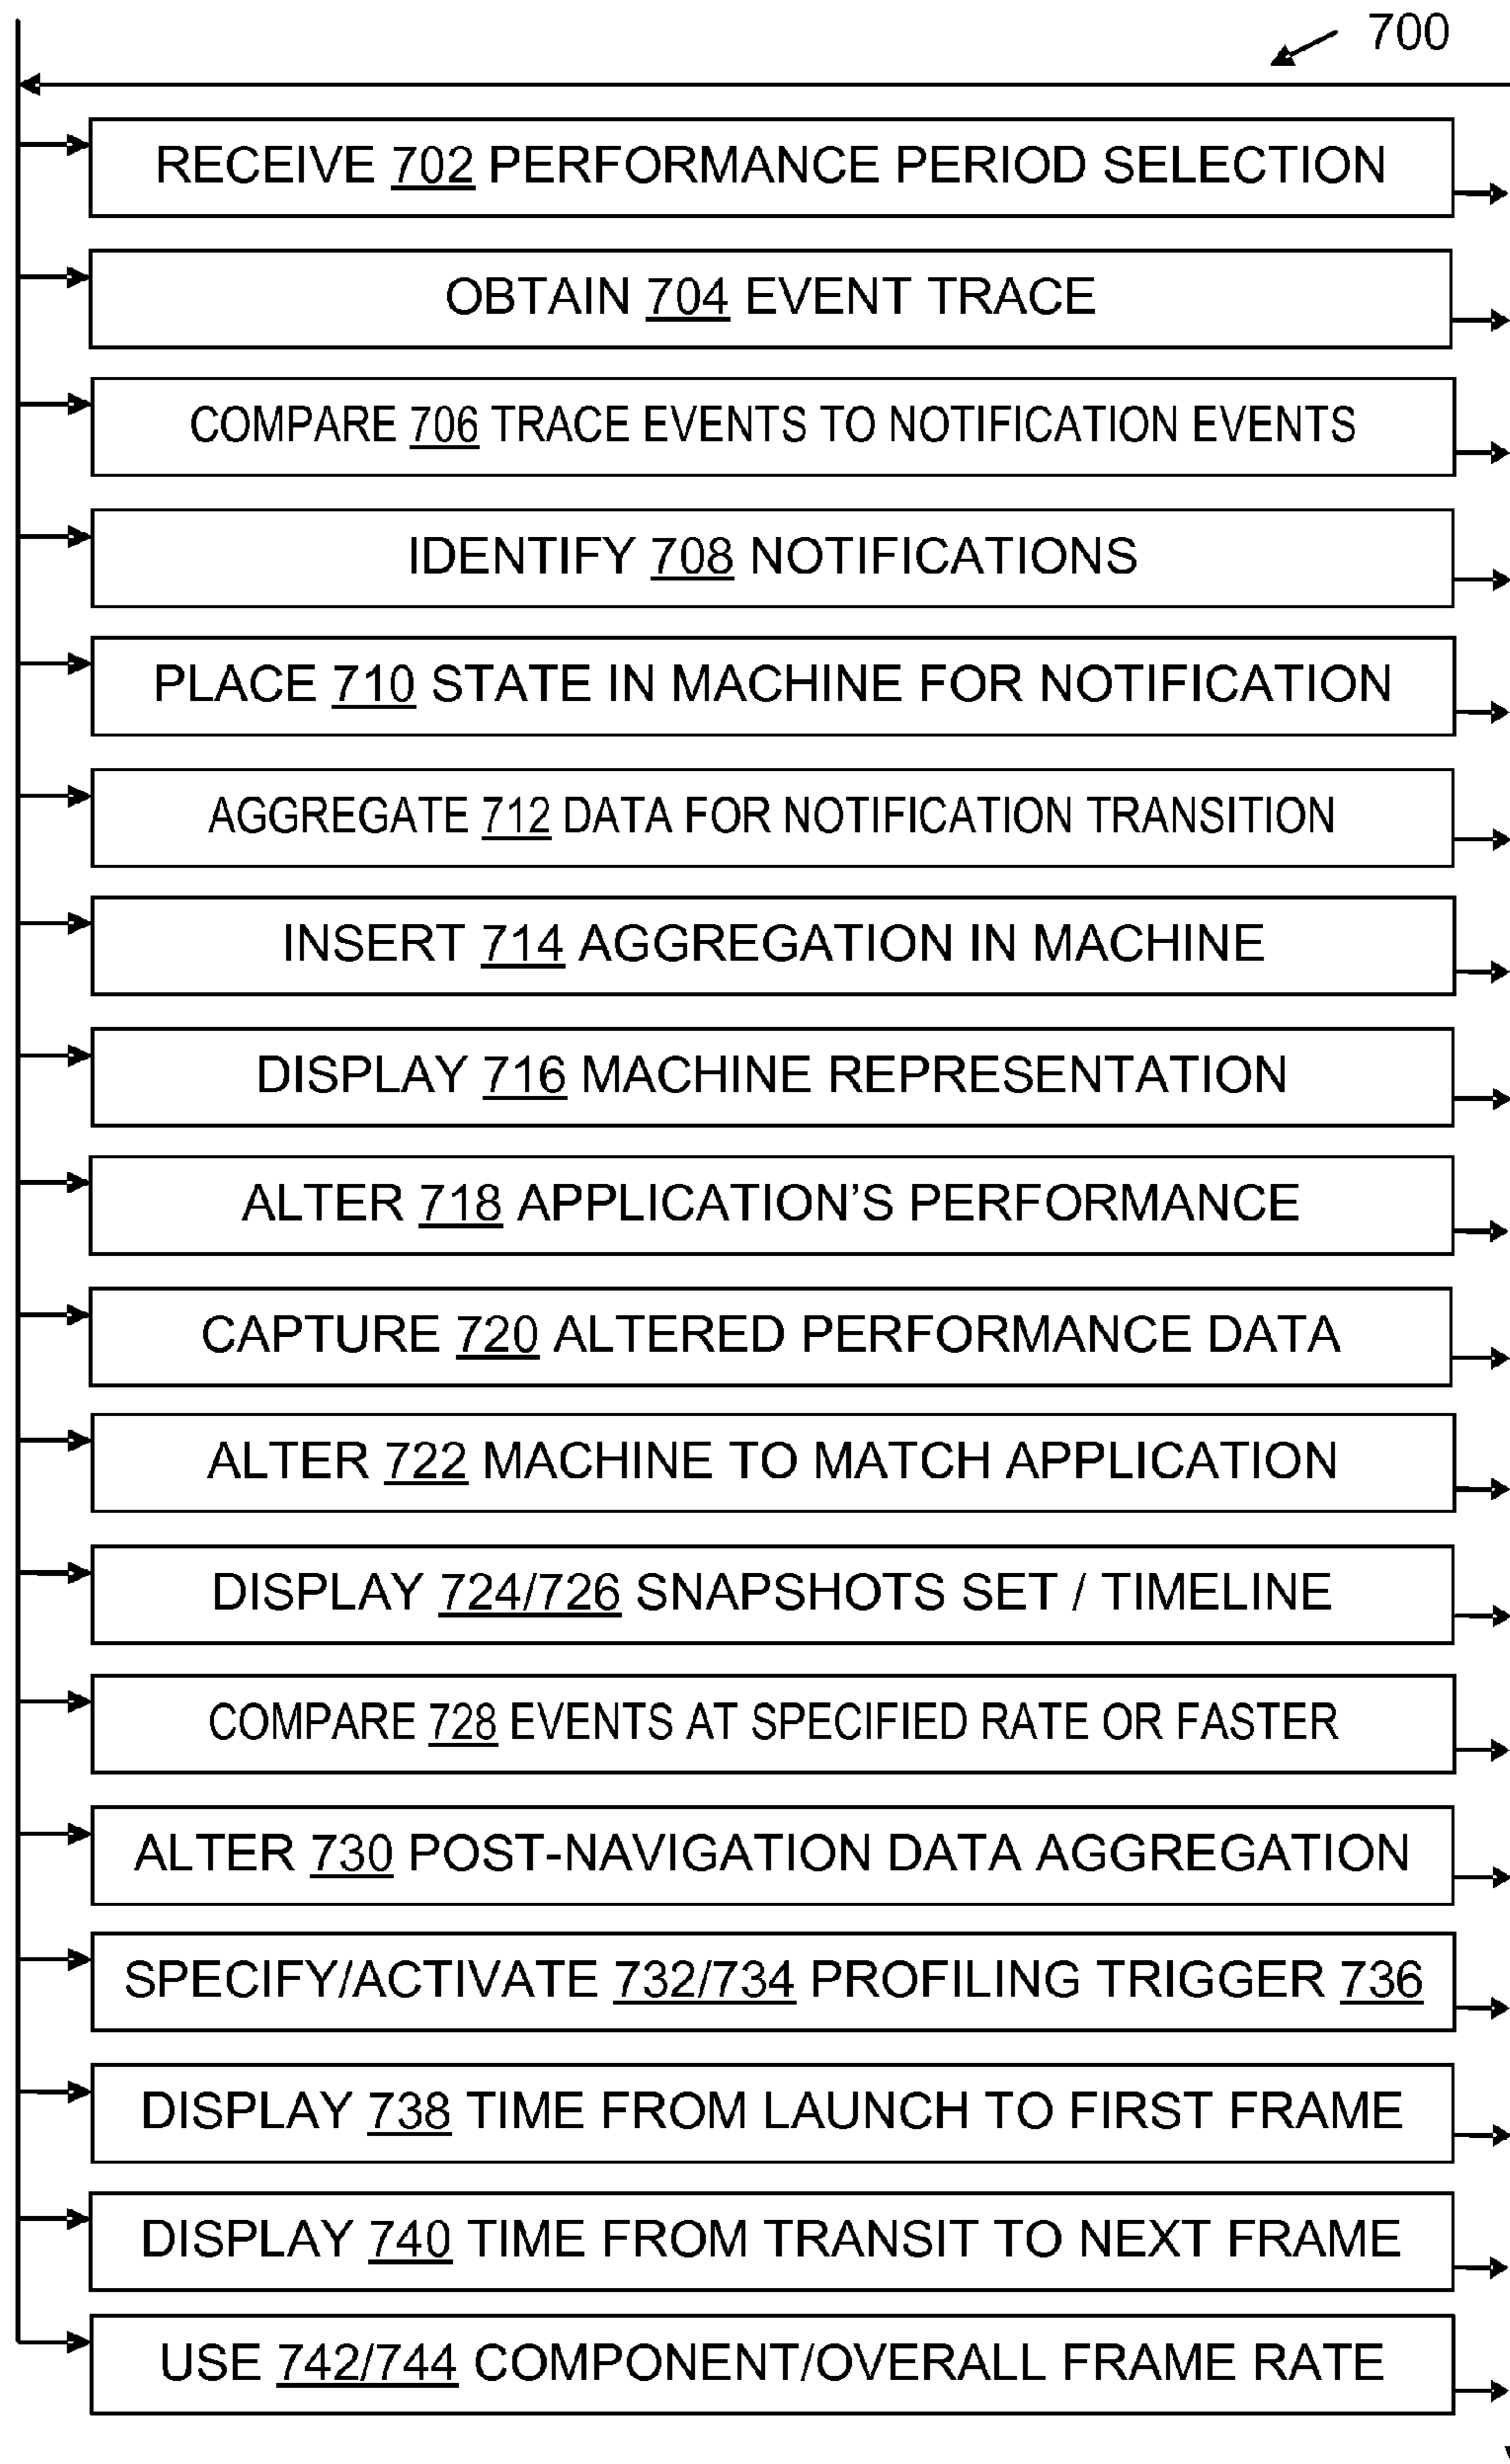 700
RECEIVE 702 PERFORMANCE PERIOD SELECTION
OBTAIN 704 EVENT TRACE
COMPARE 706 TRACE EVENTS TO NOTIFICATION EVENTS
IDENTIFY 708 NOTIFICATIONS
PLACE 710 STATE IN MACHINE FOR NOTIFICATION
AGGREGATE 712 DATA FOR NOTIFICATION TRANSITION
INSERT 714 AGGREGATION IN MACHINE
DISPLAY 716 MACHINE REPRESENTATION
ALTER 718 APPLICATION’S PERFORMANCE
CAPTURE 720 ALTERED PERFORMANCE DATA
ALTER 722 MACHINE TO MATCH APPLICATION
DISPLAY 724/726 SNAPSHOTS SET / TIMELINE
COMPARE 728 EVENTS AT SPECIFIED RATE OR FASTER
ALTER 730 POST-NAVIGATION DATA AGGREGATION
SPECIFY/ACTIVATE 732/734 PROFILING TRIGGER 736
DISPLAY 738 TIME FROM LAUNCH TO FIRST FRAME
DISPLAY 740 TIME FROM TRANSIT TO NEXT FRAME
USE 742/744 COMPONENT/OVERALL FRAME RATE